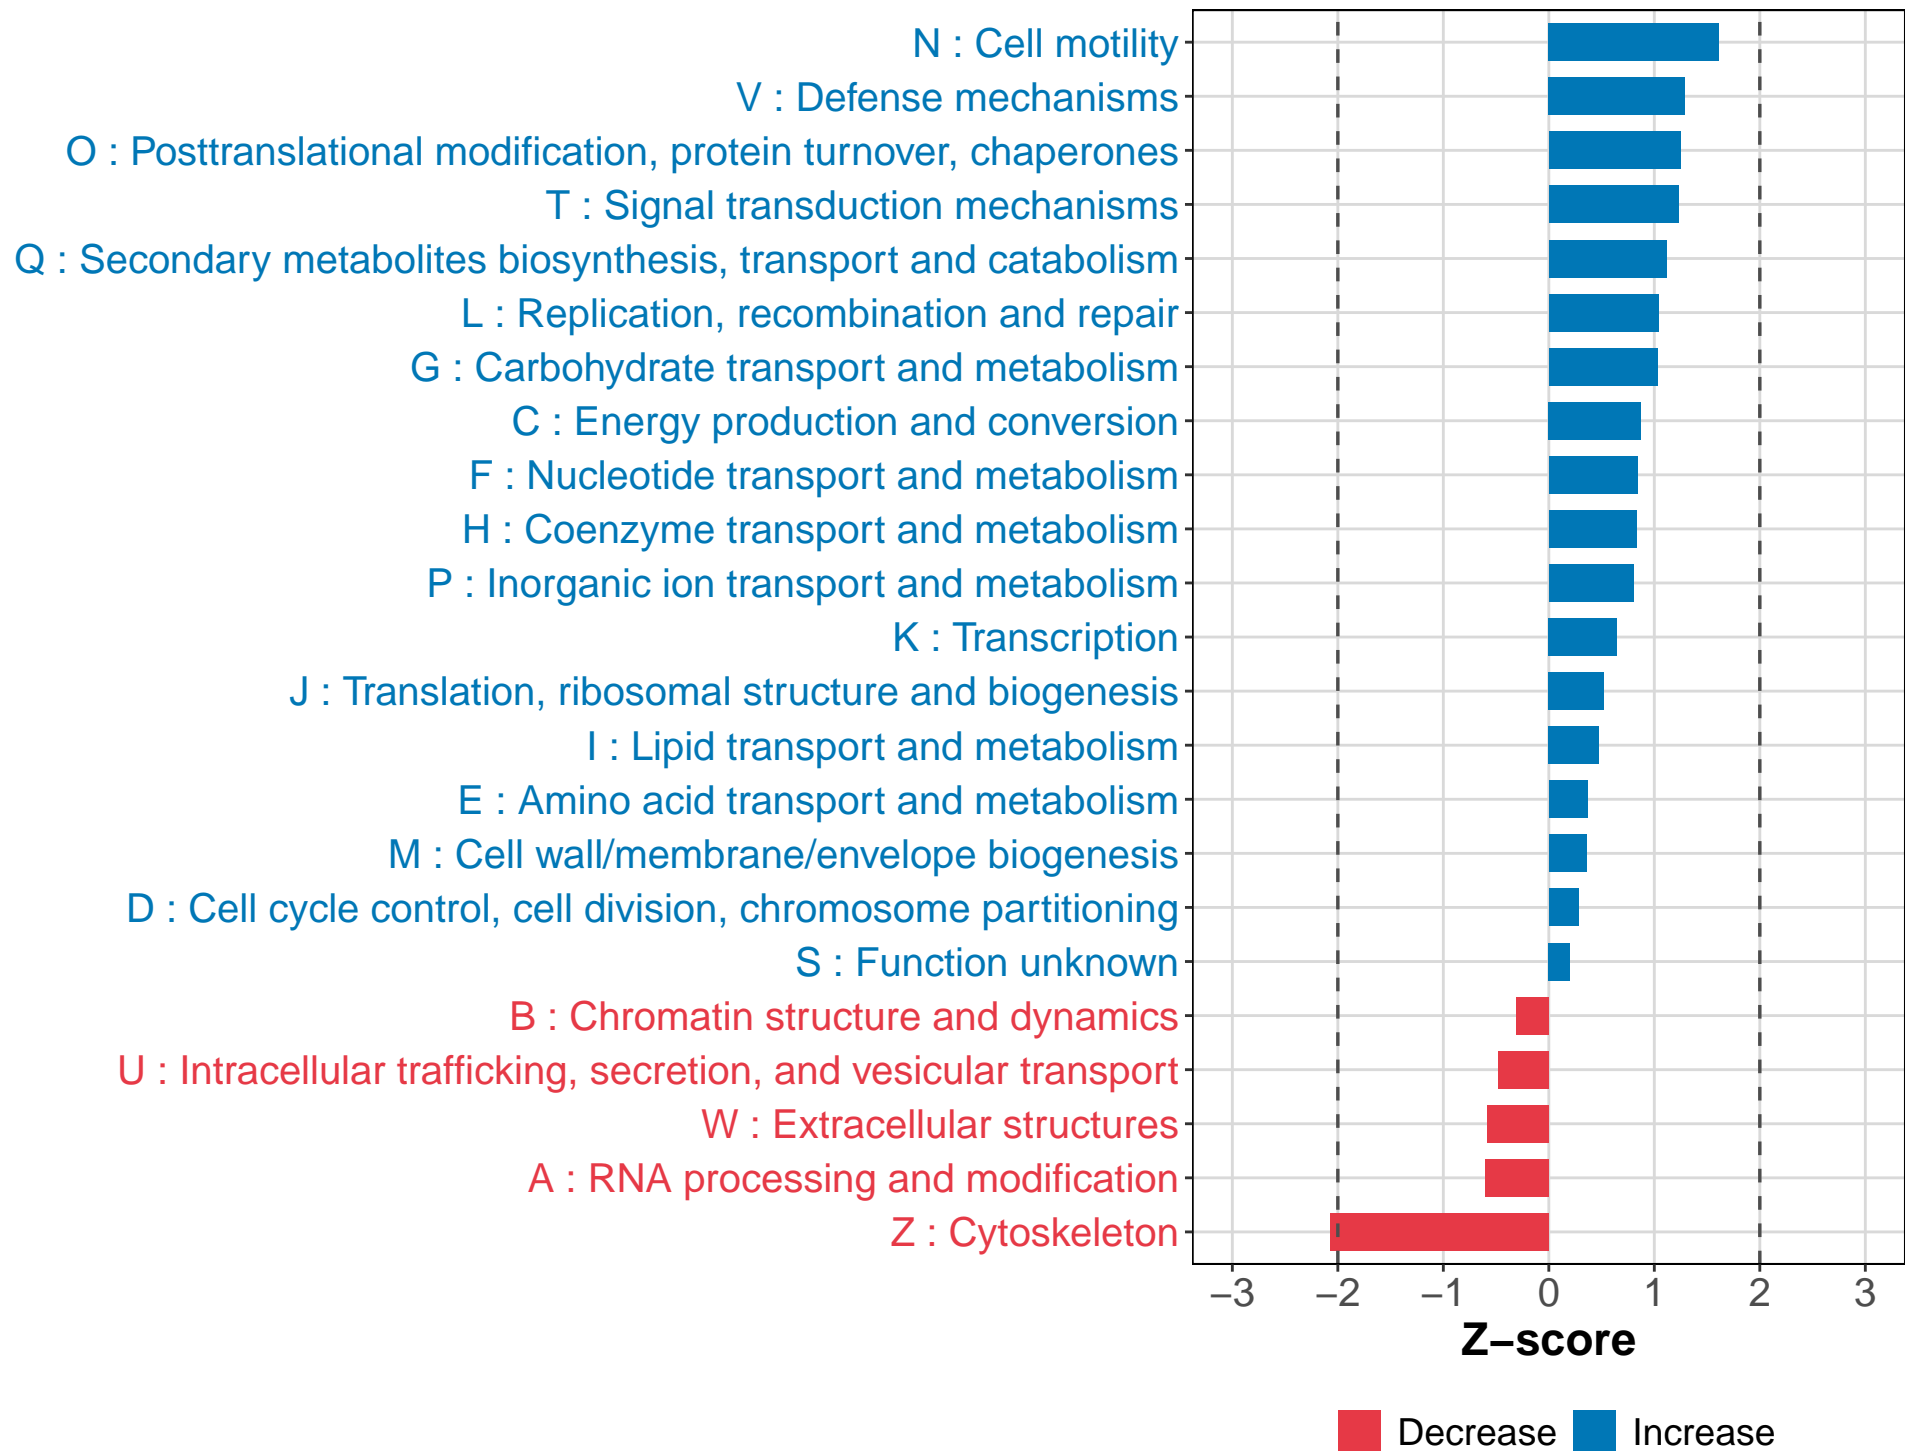 N : Cell motility
V : Defense mechanisms
O : Posttranslational modification, protein turnover, chaperones
T : Signal transduction mechanisms
Q : Secondary metabolites biosynthesis, transport and catabolism
L : Replication, recombination and repair
G : Carbohydrate transport and metabolism
C : Energy production and conversion
F : Nucleotide transport and metabolism
H : Coenzyme transport and metabolism
P : Inorganic ion transport and metabolism
K : Transcription
J : Translation, ribosomal structure and biogenesis
I : Lipid transport and metabolism
E : Amino acid transport and metabolism
M : Cell wall/membrane/envelope biogenesis
D : Cell cycle control, cell division, chromosome partitioning
S : Function unknown
B : Chromatin structure and dynamics
U : Intracellular trafficking, secretion, and vesicular transport
W : Extracellular structures
A : RNA processing and modification
Z : Cytoskeleton
−3 −2 −1 0 1 2 3
Z−score
Decrease Increase